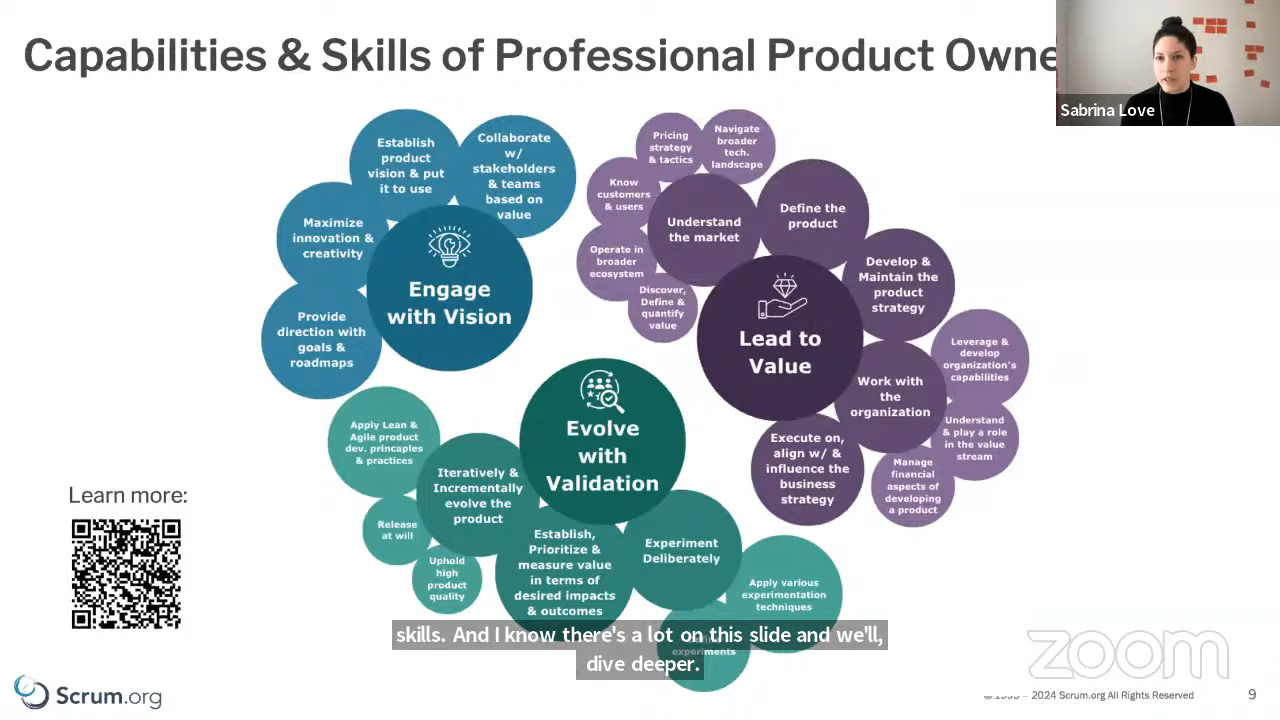 Capabilities & Skills of Professional Product Owne
Sabrina Love
Establish
product
vision & put
it to use
Collaborate
w/
stakeholders
& teams
based on
value
Maximize
innovation &
creativity
Provide
direction with
goals &
roadmaps
Engage
with Vision
Pricing
strategy
& tactics
Navigate
broader
tech.
landscape
Know
customers
& users
Operate in
broader
ecosystem
Discover,
Define &
quantify
value
Understand
the market
Define the
product
Develop &
Maintain the
product
strategy
Lead to
Value
Work with
the
organization
Leverage &
develop
organization's
capabilities
Understand
& play a role
in the value
stream
Manage
financial
aspects of
developing
a product
Execute on,
align w/ &
influence the
business
strategy
Evolve
with
Validation
Apply Lean &
Agile product
dev. princaples
& practices
Iteratively &
Incrementally
evolve the
product
Release
at will
Uphold
high
product
quality
Establish,
Prioritize &
measure value
in terms of
desired impacts
& outcomes
Experiment
Deliberately
Apply various
experimentation
techniques
experiments
Learn more:
skills. And I know there's a lot on this slide and we'll,
dive deeper.
Scrum.org
zoom
© 1993 – 2024 Scrum.org All Rights Reserved
9